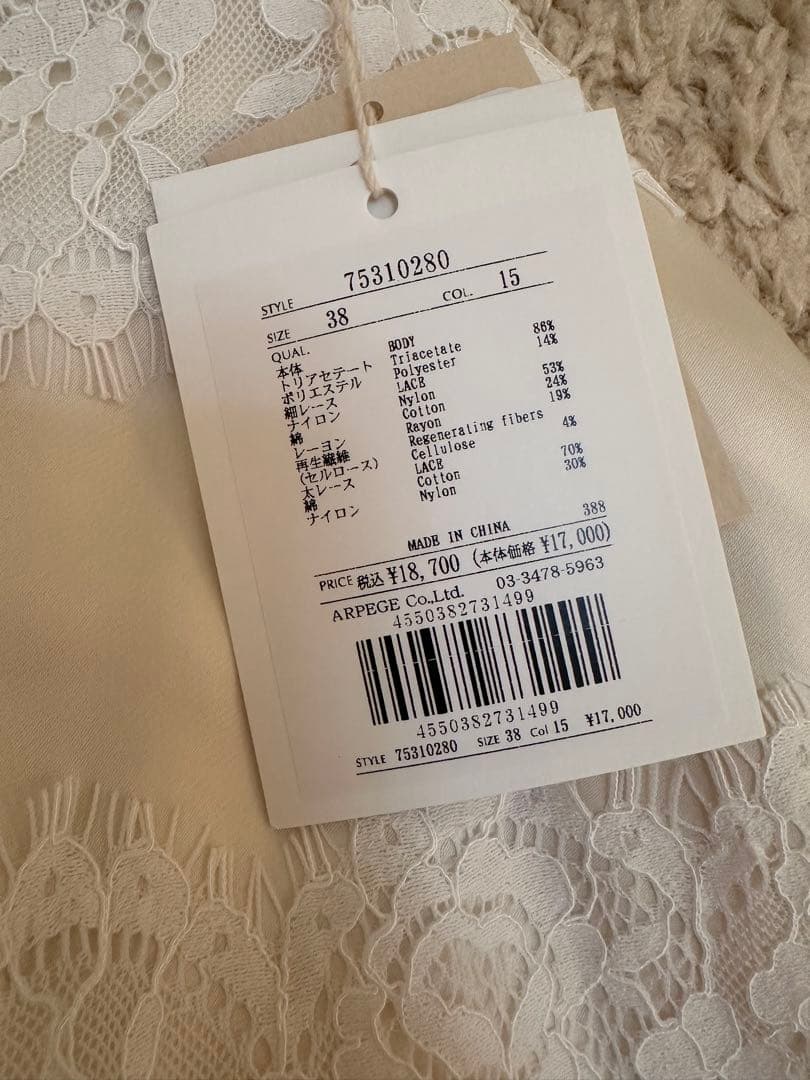 STYLE 75310280
SIZE 38 COL. 15
QUAL.
本体 BODY
トリアセテート Triacetate 86%
ポリエステル Polyester 14%
細レース LACE
ナイロン Nylon 53%
綿 Cotton 24%
レーヨン Rayon 19%
再生繊維 Regenerating fibers
(セルロース) Cellulose 4%
太レース LACE
綿 Cotton 70%
ナイロン Nylon 30%
388
MADE IN CHINA
PRICE 税込 ¥18,700 (本体価格 ¥17,000)
ARPEGE Co.,Ltd. 03-3478-5963
4550382731499
4550382731499
STYLE 75310280 SIZE 38 Col 15 ¥17,000